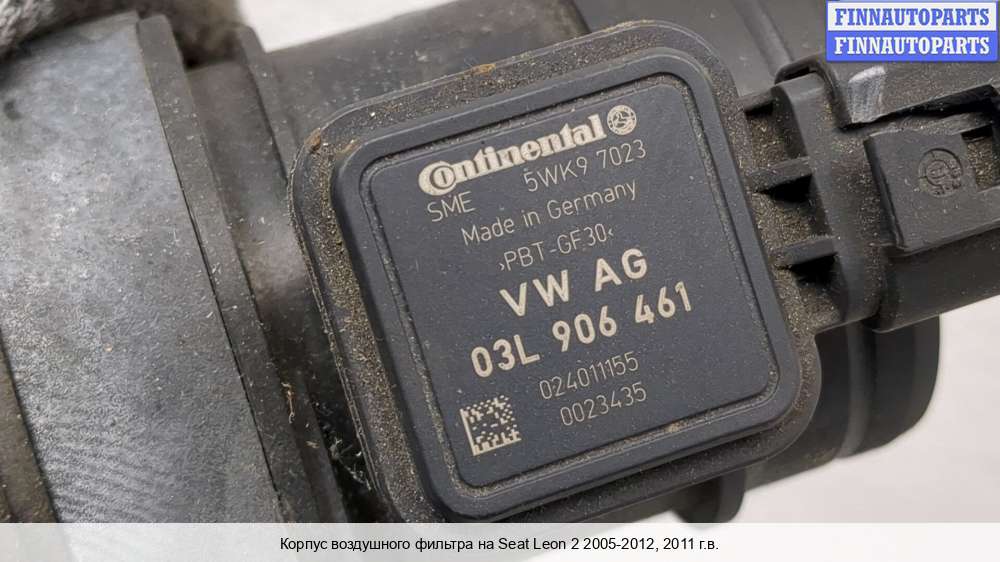 FINNAUTOPARTS
FINNAUTOPARTS
Continental
SME 5WK9 7023
Made in Germany
›PBT-GF30‹
VW AG
03L 906 461
024011155
0023435
Корпус воздушного фильтра на Seat Leon 2 2005-2012, 2011 г.в.